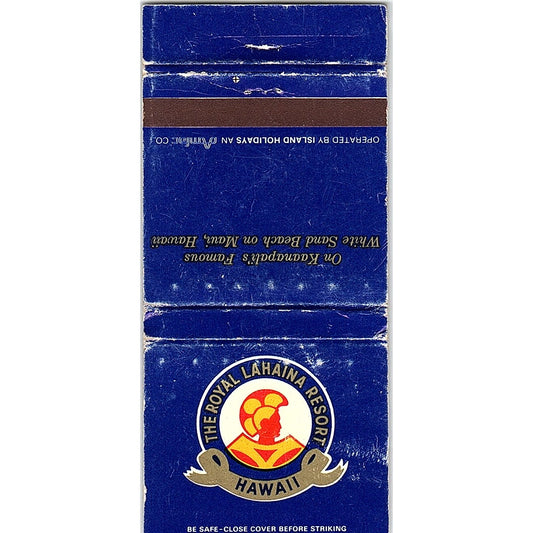 OPERATED BY ISLAND HOLIDAYS AN Amfac CO.
On Kaanapali's Famous
White Sand Beach on Maui, Hawaii
THE ROYAL LAHAINA RESORT
HAWAII
BE SAFE-CLOSE COVER BEFORE STRIKING